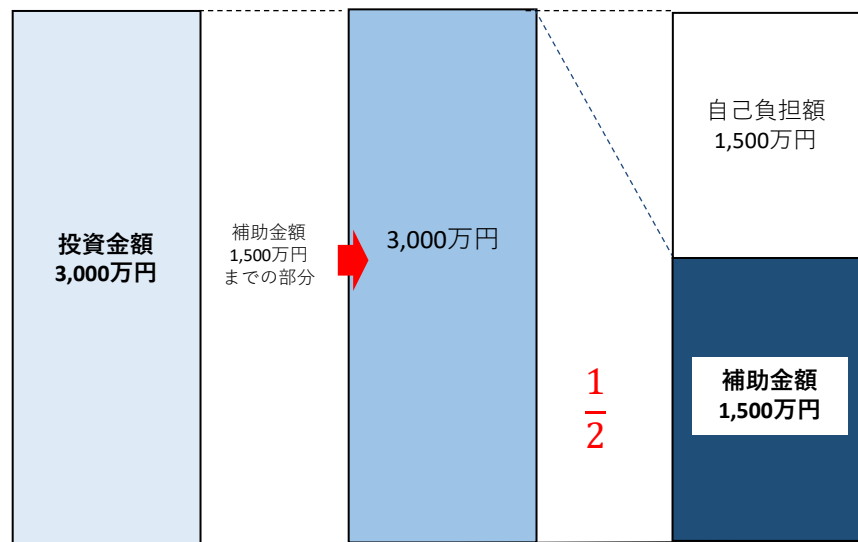 投資金額
3,000万円
補助金額
1,500万円
までの部分
3,000万円
1
2
自己負担額
1,500万円
補助金額
1,500万円